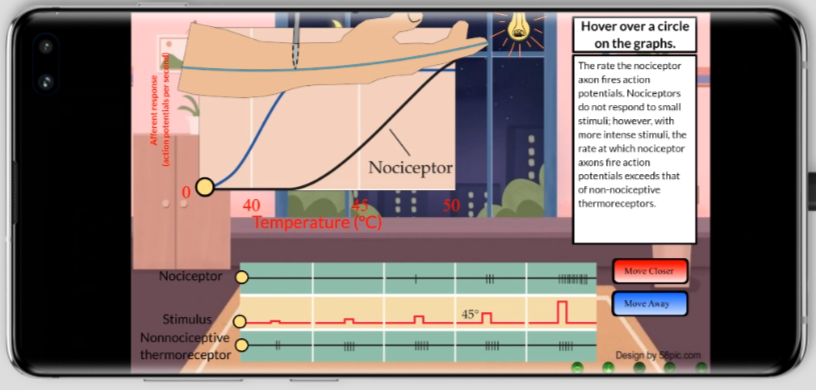 Hover over a circle
on the graphs.
The rate the nociceptor
axon fires action
potentials. Nociceptors
do not respond to small
stimuli; however, with
more intense stimuli, the
rate at which nociceptor
axons fire action
potentials exceeds that
of non-nociceptive
thermoreceptors.
Afferent response
(action potentials per second)
Nociceptor
0
40
45
50
Temperature (°C)
Nociceptor
Move Closer
Stimulus
45°
Move Away
Nonnociceptive
thermoreceptor
Design by 58pic.com